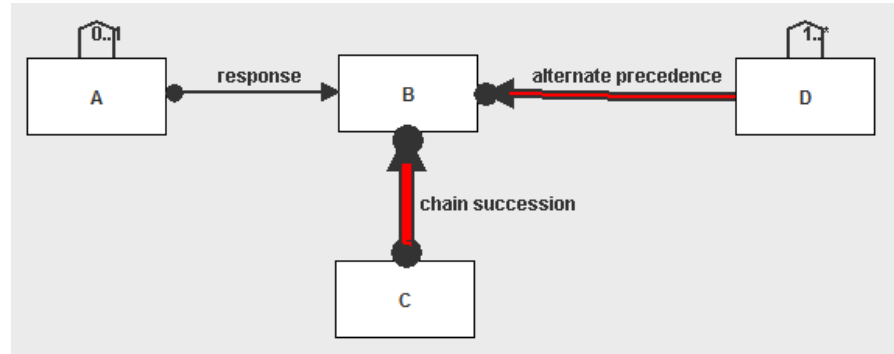 0..1
1..*
A
response
B
alternate precedence
D
chain succession
C